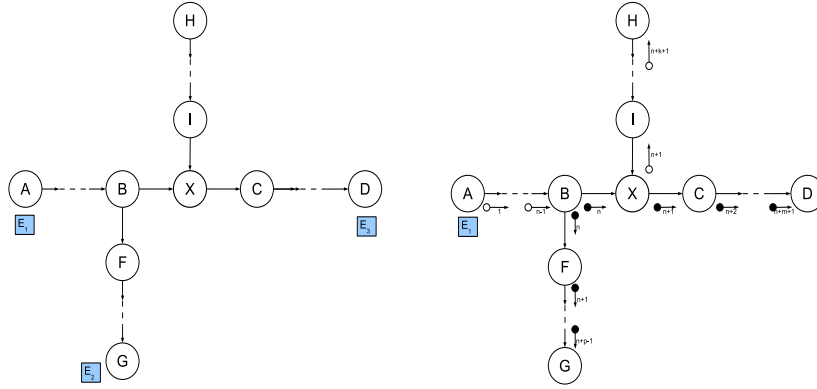 H
I
A
B
X
C
D
E₁
E₃
F
G
E₂
H
n+k+1
I
n+1
A
B
X
C
D
1
n-1
n
n+1
n+2
n+m+1
E₁
n
F
n+1
n+p-1
G